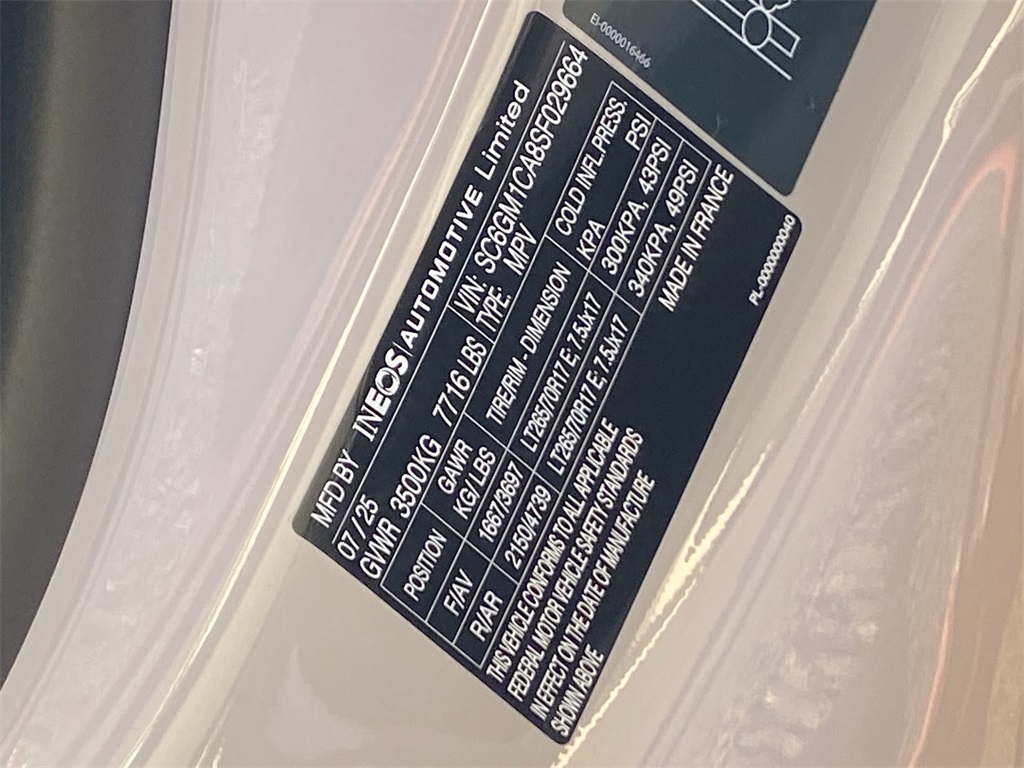 EI-0000016466
MFD BY INEOS AUTOMOTIVE Limited
07 / 25 VIN: SC6GM1CA8SF029664
GVWR 3500KG 7716 LBS TYPE: MPV
POSITION GAWR KG/ LBS TIRE/RIM - DIMENSION COLD INFL.PRESS. KPA PSI
F/AV 1667/3697 LT265/70R17 E; 7.5Jx17 300KPA, 43PSI
R/AR 2150/4739 LT265/70R17 E; 7.5Jx17 340KPA, 49PSI
THIS VEHICLE CONFORMS TO ALL APPLICABLE MADE IN FRANCE
FEDERAL MOTOR VEHICLE SAFETY STANDARDS
IN EFFECT ON THE DATE OF MANUFACTURE
SHOWN ABOVE
PL-0000000040